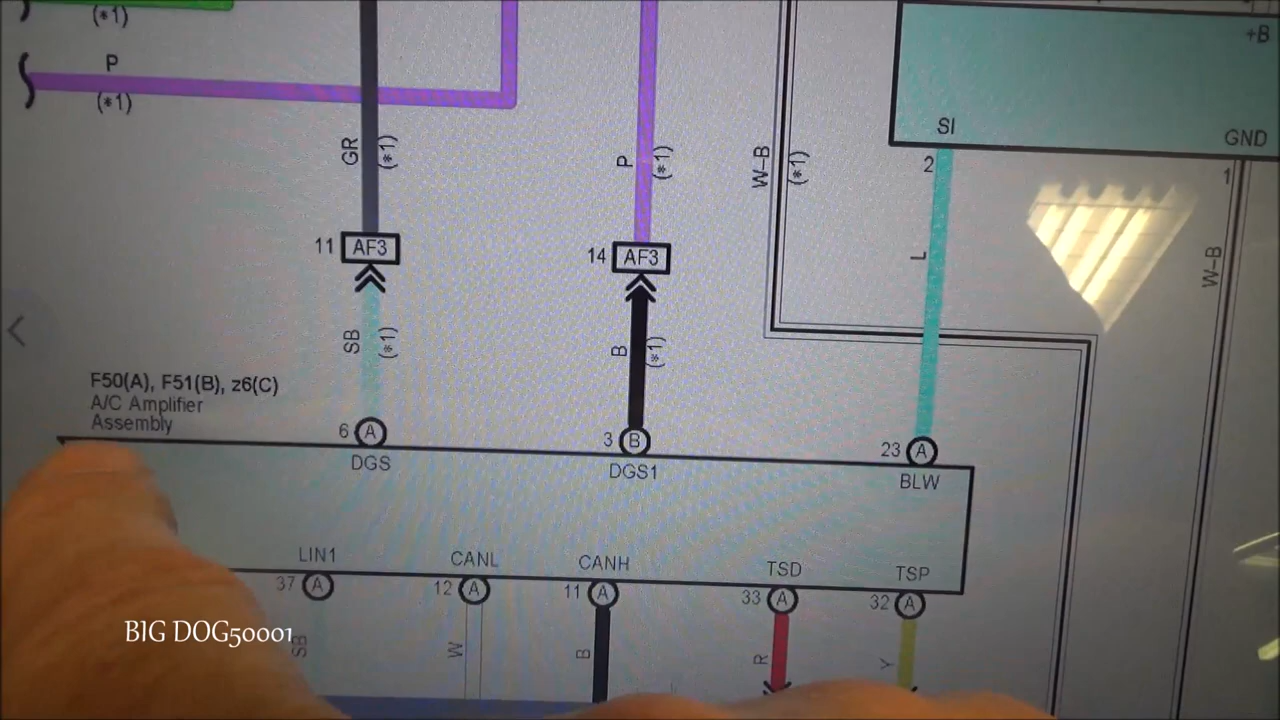 (*1)
P
(*1)
GR
(*1)
P
(*1)
W-B
(*1)
+B
SI
GND
2
1
11 AF3
14 AF3
L
W-B
SB
(*1)
B
(*1)
F50(A), F51(B), z6(C)
A/C Amplifier
Assembly
6 A
3 B
23 A
DGS
DGS1
BLW
LIN1
CANL
CANH
TSD
TSP
37 A
12 A
11 A
33 A
32 A
SB
W
B
R
Y
BIG DOG50001